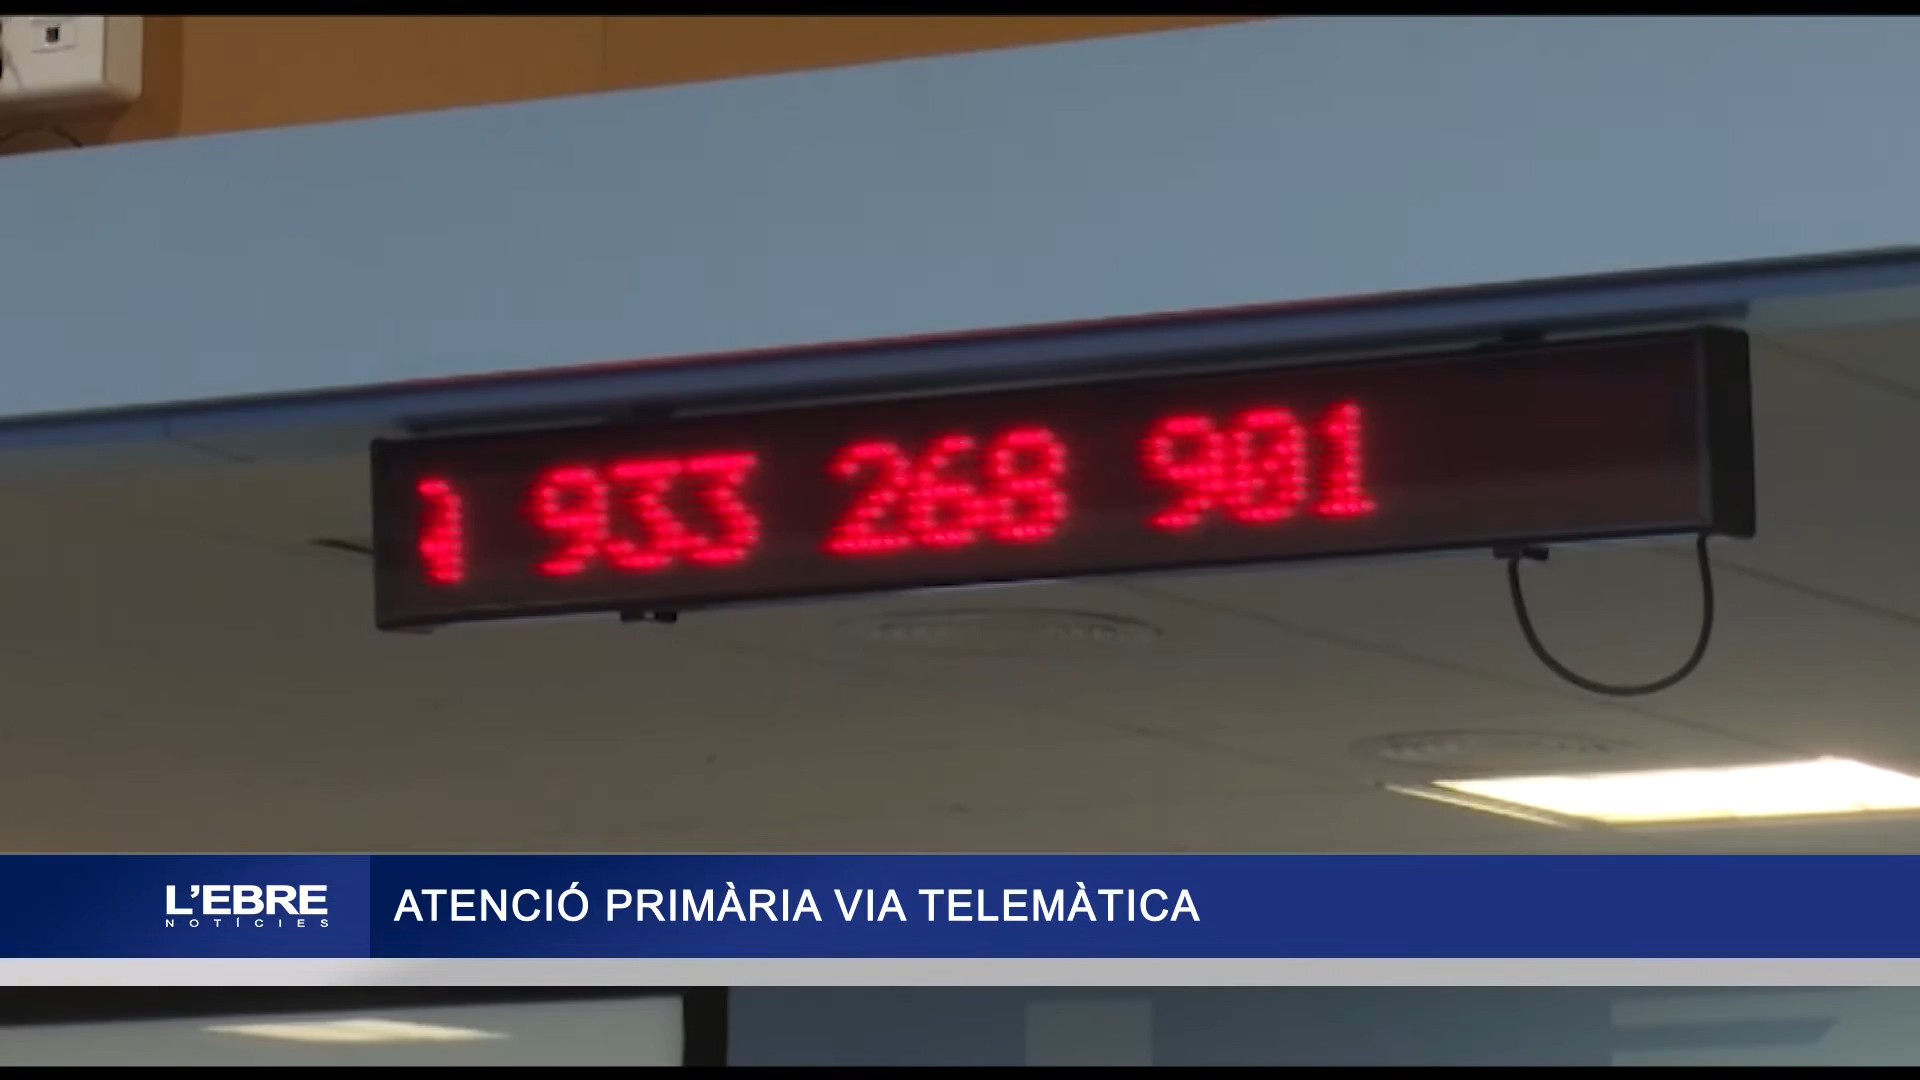 933 268 901
L'EBRE
NOTÍCIES
ATENCIÓ PRIMÀRIA VIA TELEMÀTICA